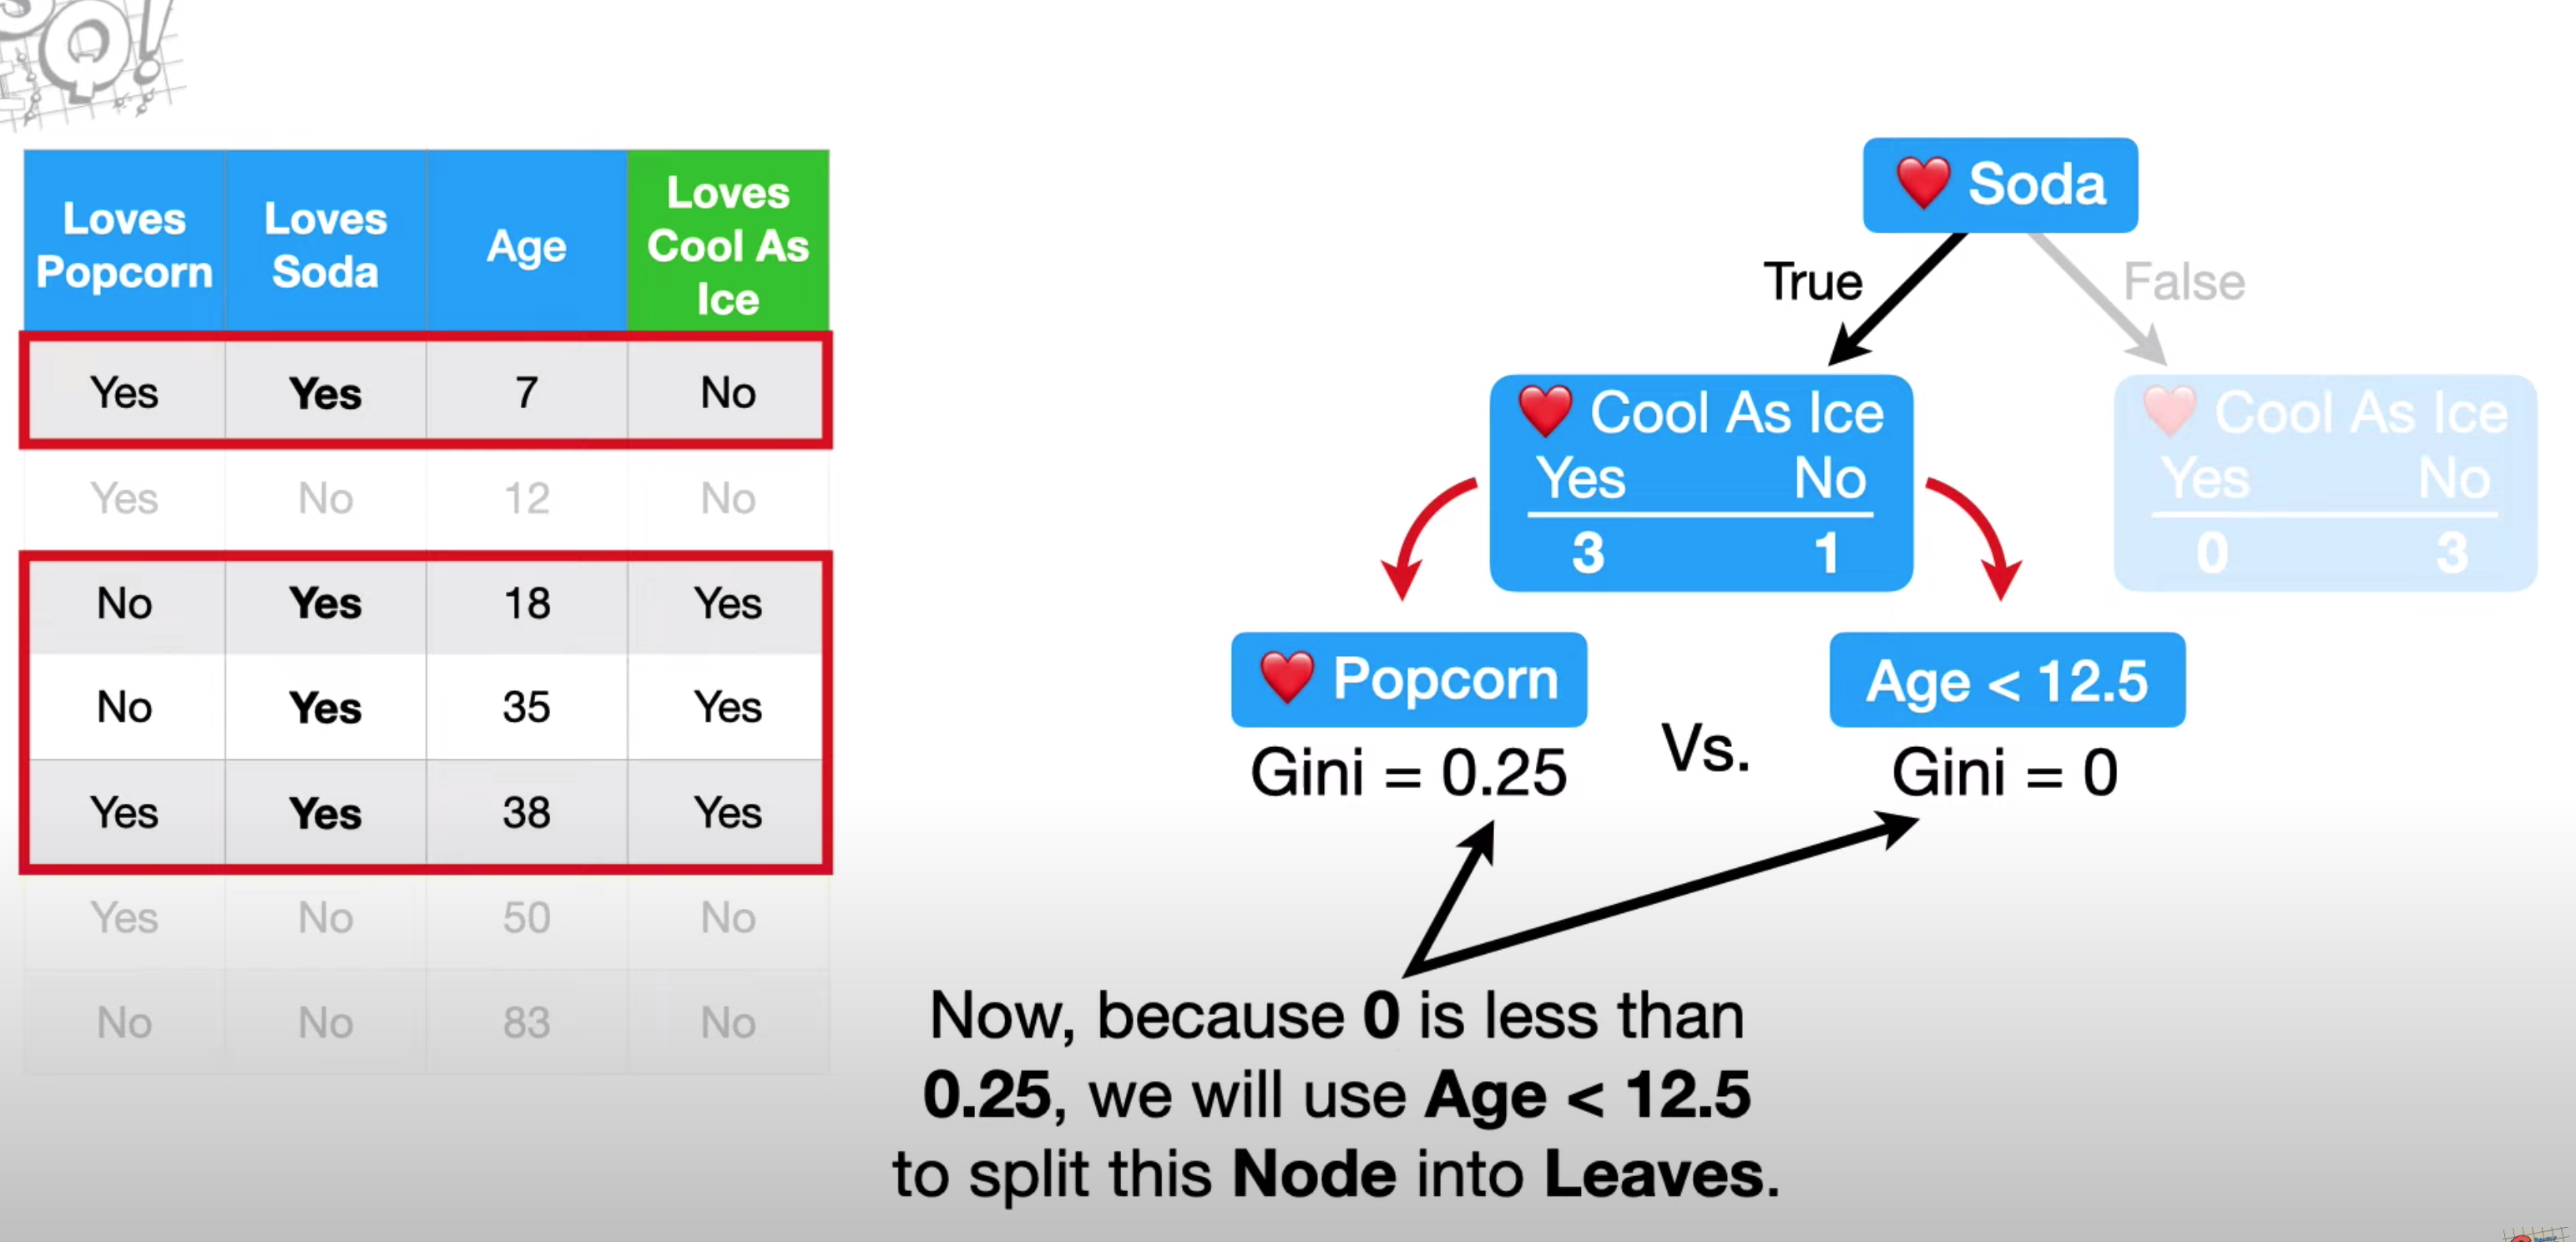 Q!
Loves Popcorn Loves Soda Age Loves Cool As Ice
Yes Yes 7 No
Yes No 12 No
No Yes 18 Yes
No Yes 35 Yes
Yes Yes 38 Yes
Yes No 50 No
No No 83 No
❤️ Soda
True False
❤️ Cool As Ice
Yes No
3 1
❤️ Cool As Ice
Yes No
0 3
❤️ Popcorn
Gini = 0.25
Vs.
Age < 12.5
Gini = 0
Now, because 0 is less than
0.25, we will use Age < 12.5
to split this Node into Leaves.